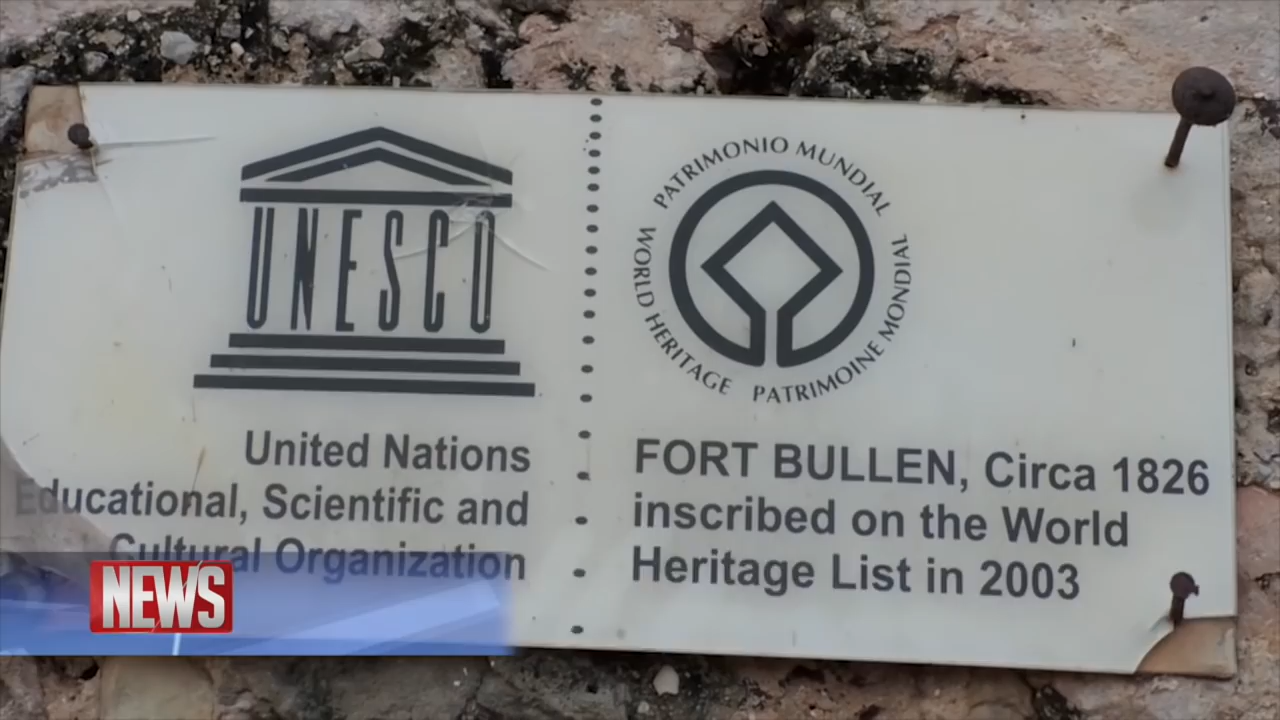 UNESCO
United Nations
Educational, Scientific and
Cultural Organization
PATRIMONIO MUNDIAL
WORLD HERITAGE
PATRIMOINE MONDIAL
FORT BULLEN, Circa 1826
inscribed on the World
Heritage List in 2003
NEWS